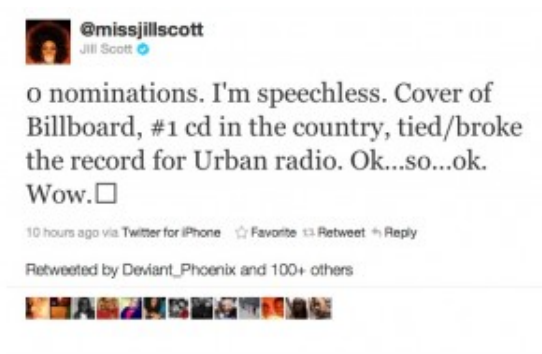 @missjillscott
Jill Scott
0 nominations. I'm speechless. Cover of
Billboard, #1 cd in the country, tied/broke
the record for Urban radio. Ok...so...ok.
Wow.□
10 hours ago via Twitter for iPhone Favorite Retweet Reply
Retweeted by Deviant_Phoenix and 100+ others